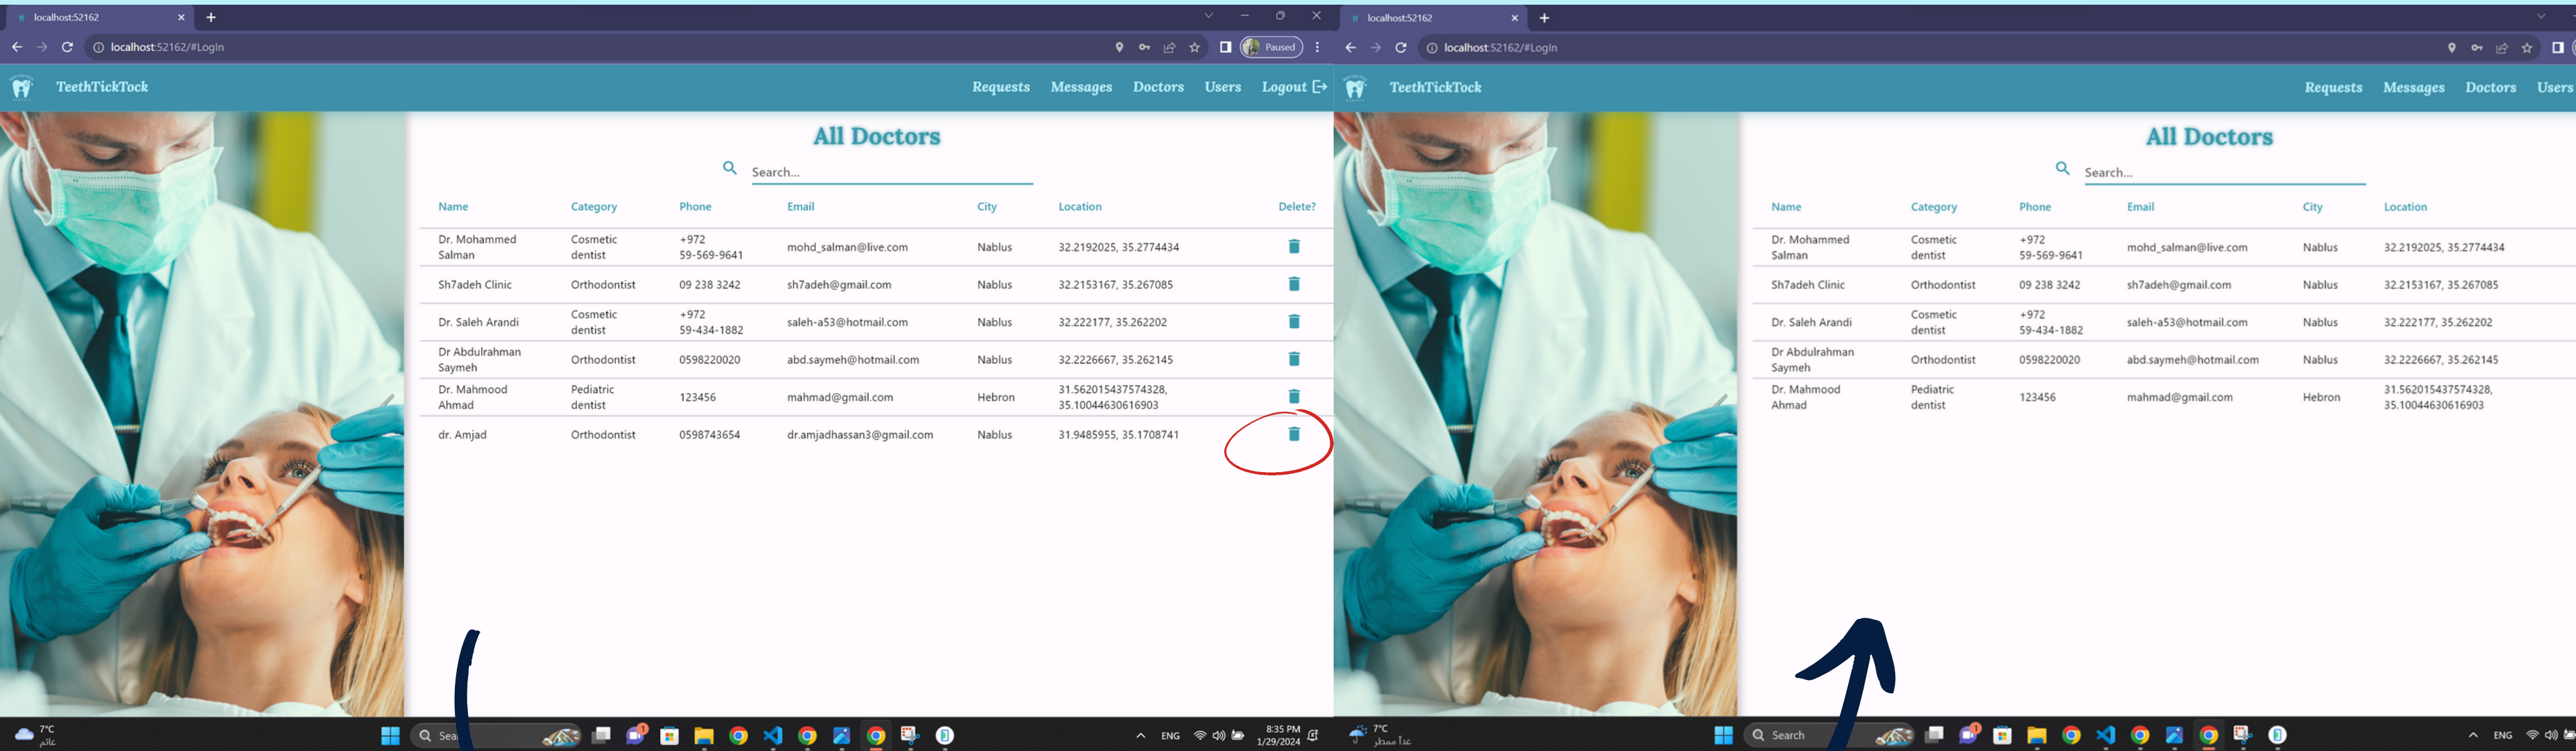 localhost:52162
localhost:52162/#LogIn
Paused
TeethTickTock
Requests Messages Doctors Users Logout
All Doctors
Search...
Name Category Phone Email City Location Delete?
Dr. Mohammed Salman Cosmetic dentist +972 59-569-9641 mohd_salman@live.com Nablus 32.2192025, 35.2774434
Sh7adeh Clinic Orthodontist 09 238 3242 sh7adeh@gmail.com Nablus 32.2153167, 35.267085
Dr. Saleh Arandi Cosmetic dentist +972 59-434-1882 saleh-a53@hotmail.com Nablus 32.222177, 35.262202
Dr Abdulrahman Saymeh Orthodontist 0598220020 abd.saymeh@hotmail.com Nablus 32.2226667, 35.262145
Dr. Mahmood Ahmad Pediatric dentist 123456 mahmad@gmail.com Hebron 31.562015437574328, 35.10044630616903
dr. Amjad Orthodontist 0598743654 dr.amjadhassan3@gmail.com Nablus 31.9485955, 35.1708741
7°C
غائم
Sea
1
ENG
8:35 PM
1/29/2024
localhost:52162
localhost:52162/#LogIn
TeethTickTock
Requests Messages Doctors Users
All Doctors
Search...
Name Category Phone Email City Location
Dr. Mohammed Salman Cosmetic dentist +972 59-569-9641 mohd_salman@live.com Nablus 32.2192025, 35.2774434
Sh7adeh Clinic Orthodontist 09 238 3242 sh7adeh@gmail.com Nablus 32.2153167, 35.267085
Dr. Saleh Arandi Cosmetic dentist +972 59-434-1882 saleh-a53@hotmail.com Nablus 32.222177, 35.262202
Dr Abdulrahman Saymeh Orthodontist 0598220020 abd.saymeh@hotmail.com Nablus 32.2226667, 35.262145
Dr. Mahmood Ahmad Pediatric dentist 123456 mahmad@gmail.com Hebron 31.562015437574328, 35.10044630616903
7°C
غداً ممطر
Search
1
ENG